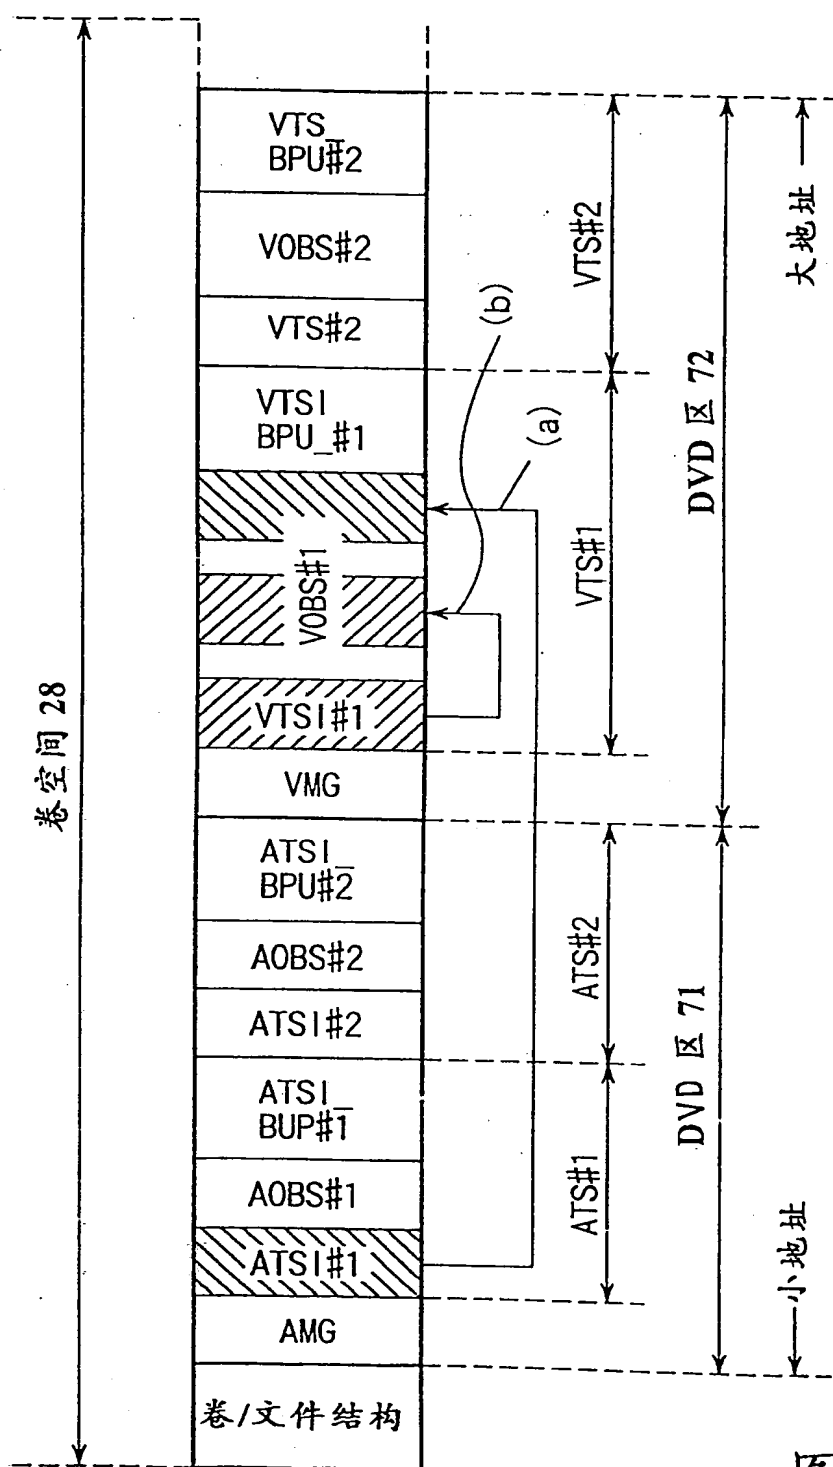 VTS_
BPU#2
VOBS#2
VTS#2
VTSI
BPU_#1
VOBS#1
VTSI#1
VMG
ATSI_
BPU#2
AOBS#2
ATSI#2
ATSI_
BUP#1
AOBS#1
ATSI#1
AMG
卷/文件结构
卷空间 28
(b)
(a)
VTS#2
VTS#1
ATS#2
ATS#1
DVD 区 72
DVD 区 71
大地址
小地址